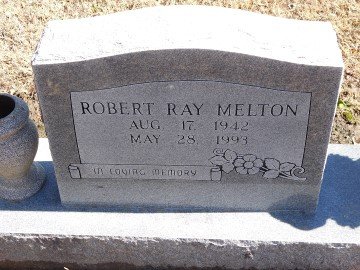 ROBERT RAY MELTON
AUG. 17, 1942
MAY 28, 1993
IN LOVING MEMORY